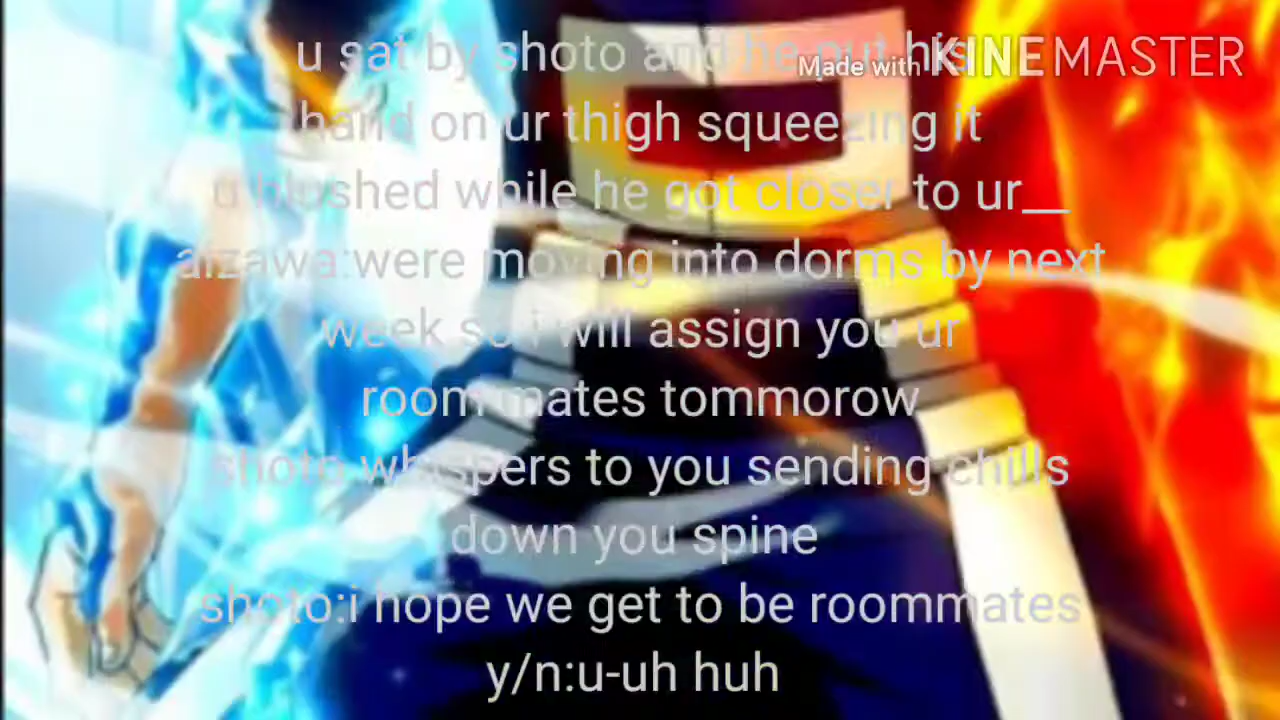 u sat by shoto and he put his
Made with KINEMASTER
hand on ur thigh squeezing it
u blushed while he got closer to ur__
aizawa:were moving into dorms by next
week so i will assign you ur
room mates tommorow
shoto whispers to you sending chills
down you spine
shoto:i hope we get to be roommates
y/n:u-uh huh